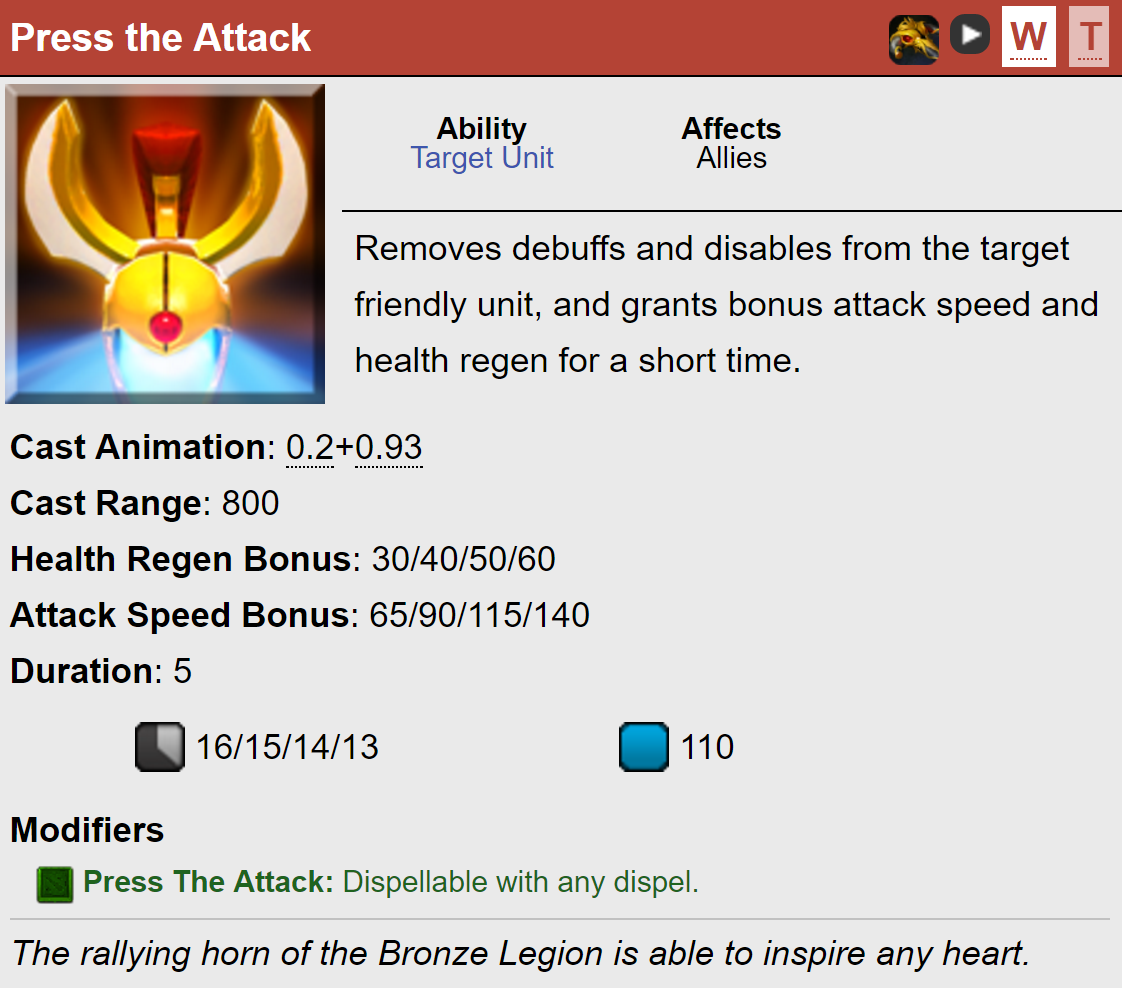 Press the Attack
W
T
Ability
Affects
Target Unit
Allies
Removes debuffs and disables from the target
friendly unit, and grants bonus attack speed and
health regen for a short time.
Cast Animation: 0.2+0.93
Cast Range: 800
Health Regen Bonus: 30/40/50/60
Attack Speed Bonus: 65/90/115/140
Duration: 5
16/15/14/13
110
Modifiers
Press The Attack: Dispellable with any dispel.
The rallying horn of the Bronze Legion is able to inspire any heart.